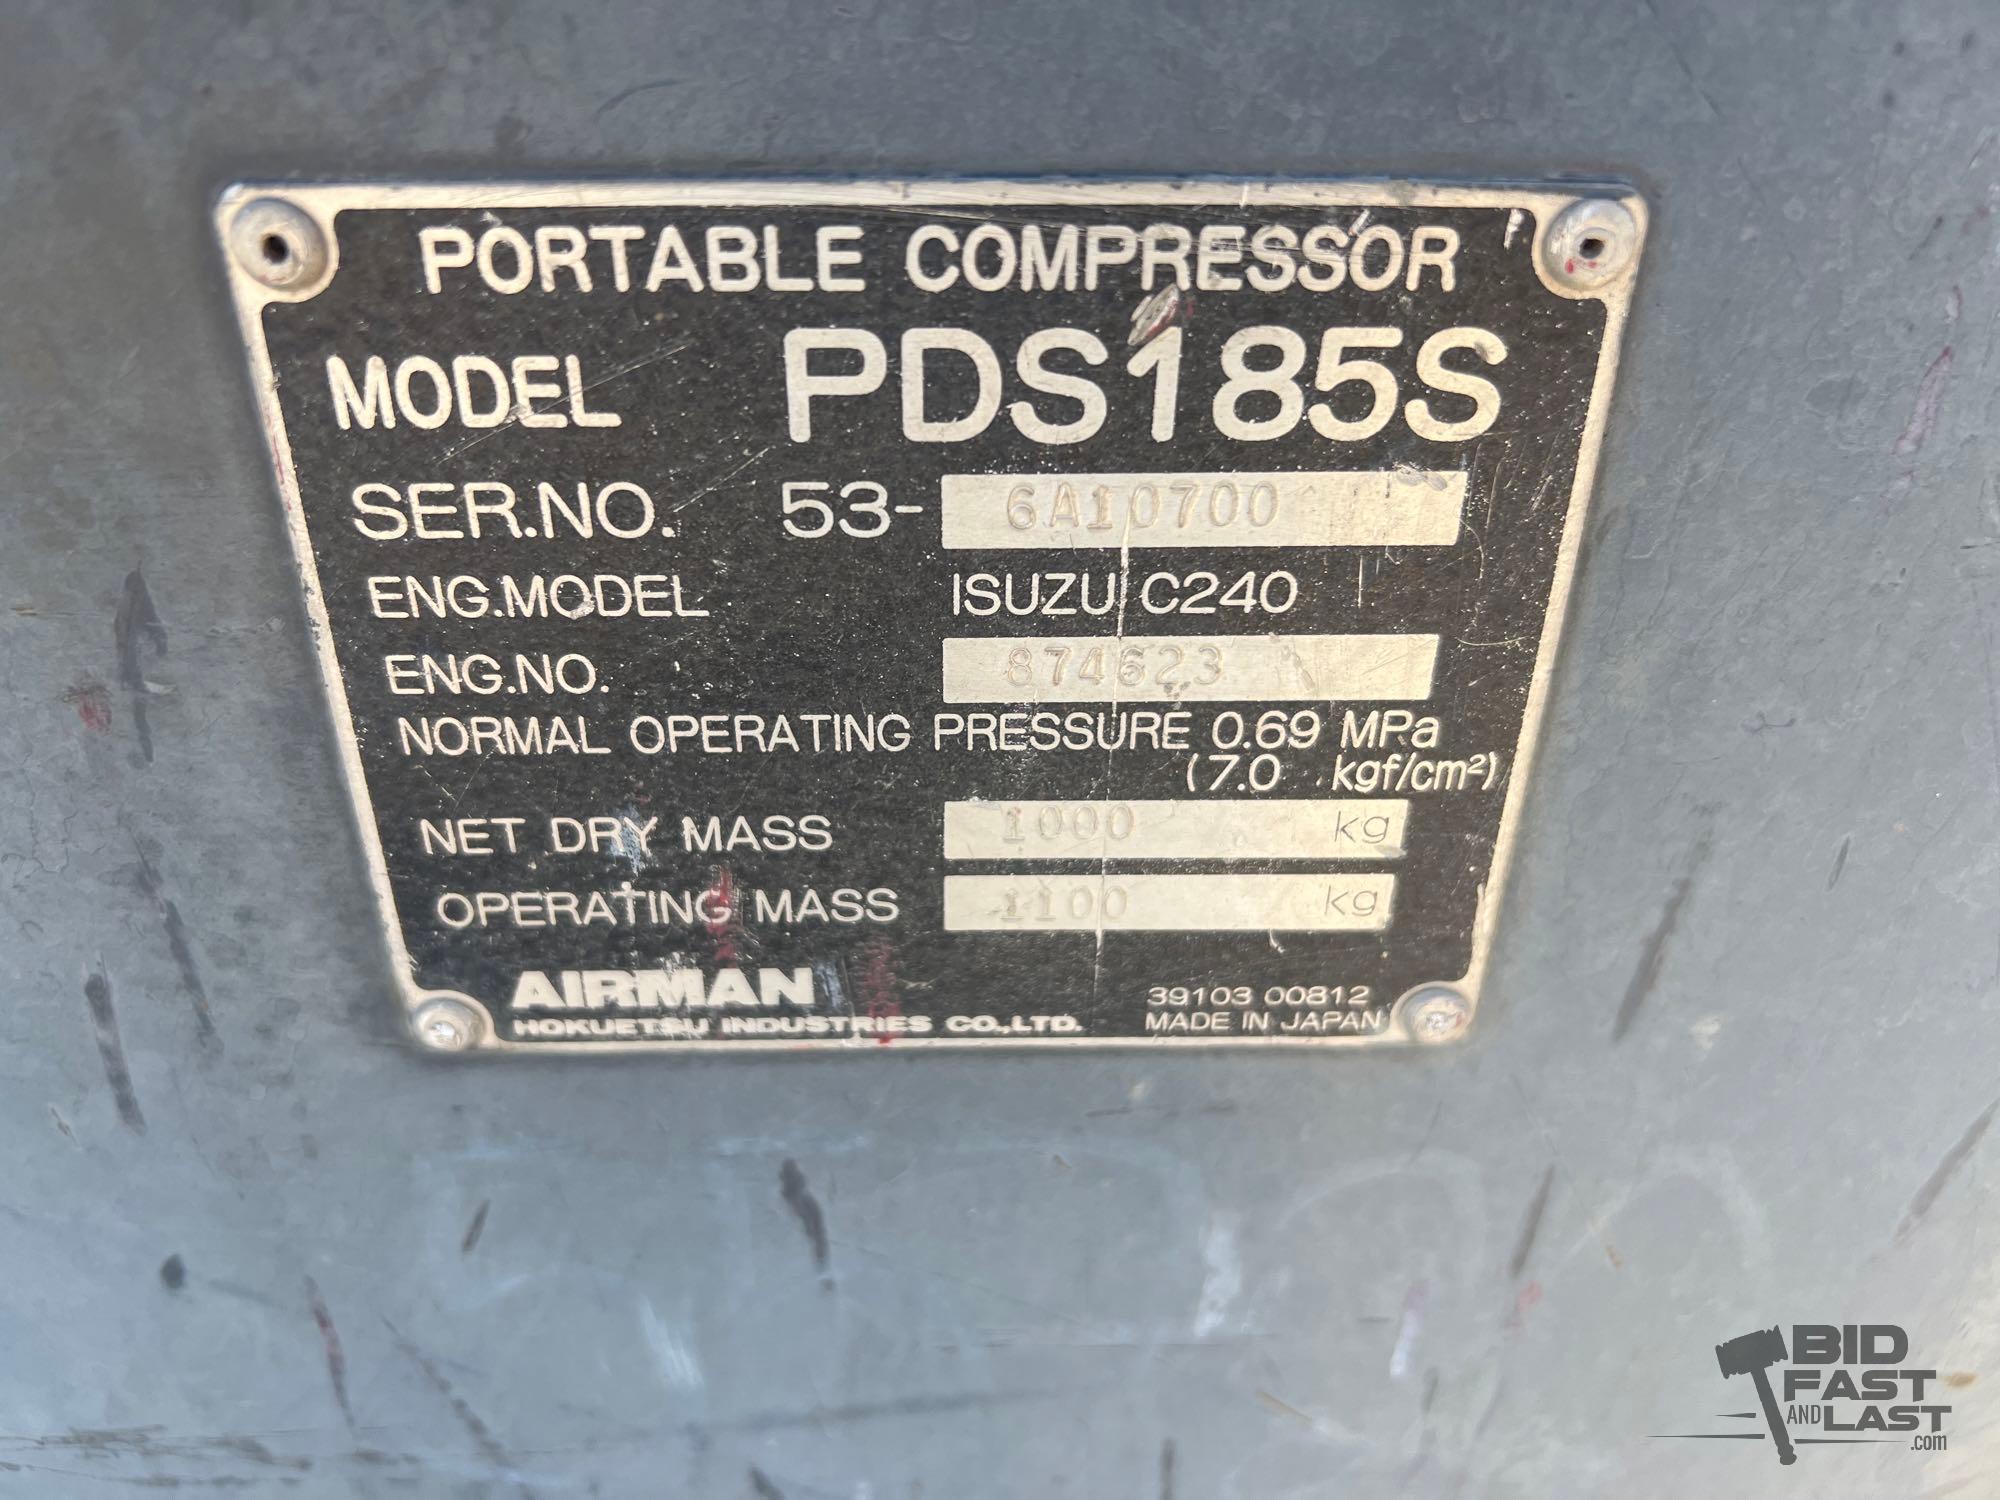 PORTABLE COMPRESSOR
MODEL PDS185S
SER.NO. 53- 6A10700
ENG.MODEL ISUZU C240
ENG.NO. 874623
NORMAL OPERATING PRESSURE 0.69 MPa
(7.0 kgf/cm²)
NET DRY MASS 1000 kg
OPERATING MASS 1100 kg
AIRMAN
HOKUETSU INDUSTRIES CO.,LTD.
39103 00812
MADE IN JAPAN
BID
FAST
AND LAST
.com